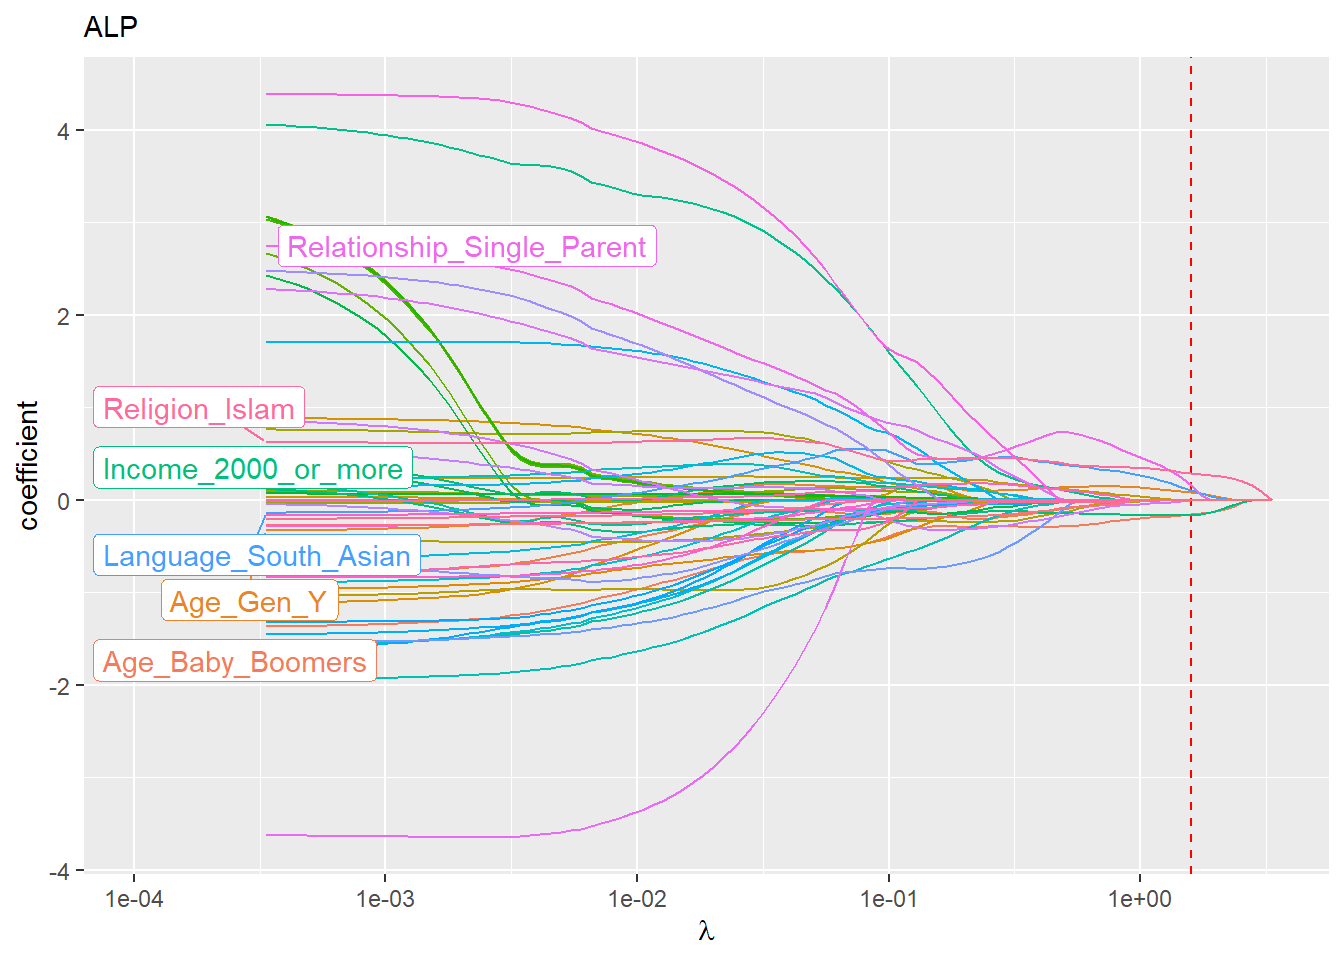 ALP
4
2
0
-2
-4
coefficient
Relationship_Single_Parent
Religion_Islam
Income_2000_or_more
Language_South_Asian
Age_Gen_Y
Age_Baby_Boomers
1e-04
1e-03
1e-02
1e-01
1e+00
λ